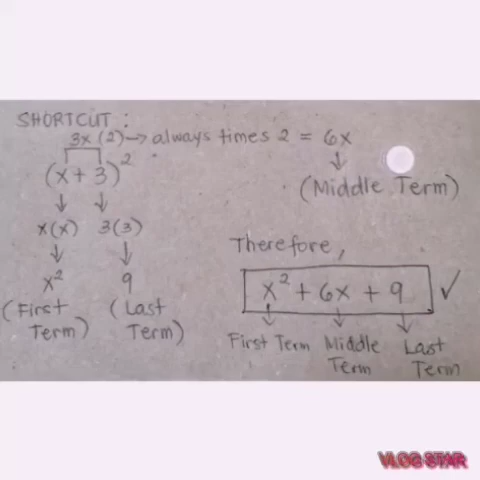 SHORTCUT:
3x(2)→ always times 2 = 6x
(x+3)²
(Middle Term)
x(x) 3(3)
x² 9
(First Term) (Last Term)
Therefore,
x² + 6x + 9 ✓
First Term Middle Term Last Term
VLOG STAR